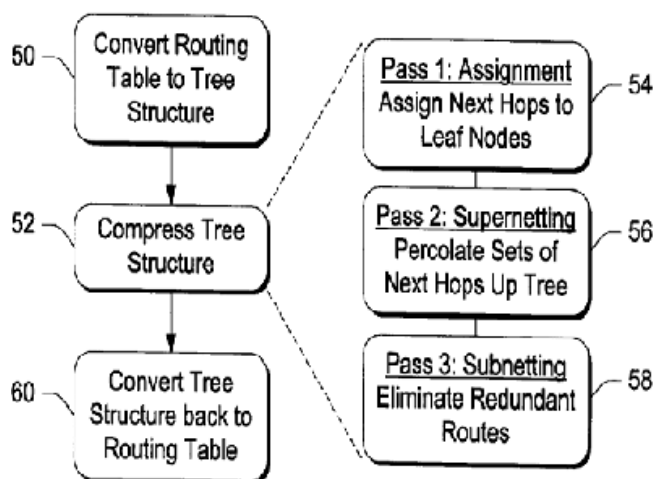 50
Convert Routing
Table to Tree
Structure
52
Compress Tree
Structure
60
Convert Tree
Structure back to
Routing Table
Pass 1: Assignment
Assign Next Hops to
Leaf Nodes
54
Pass 2: Supernetting
Percolate Sets of
Next Hops Up Tree
56
Pass 3: Subnetting
Eliminate Redundant
Routes
58